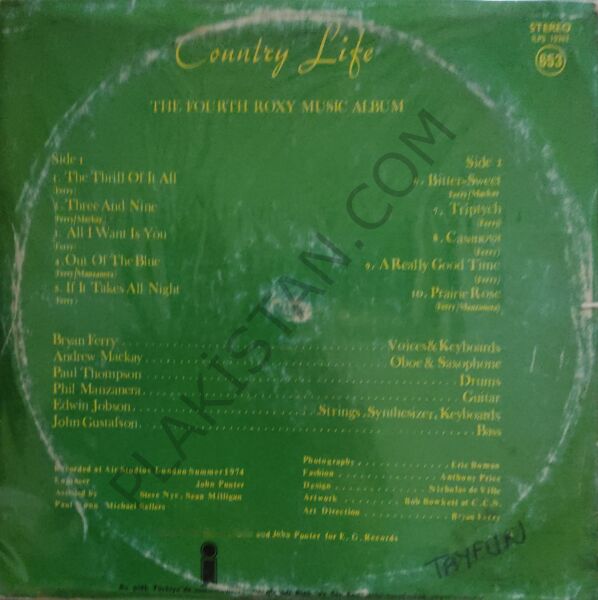 Country Life
STEREO
653
THE FOURTH ROXY MUSIC ALBUM
Side 1
1. The Thrill Of It All
(Ferry)
2. Three And Nine
(Ferry/Mackay)
3. All I Want Is You
(Ferry)
4. Out Of The Blue
(Ferry/Manzanera)
5. If It Takes All Night
(Ferry)
Side 2
6. Bitter-Sweet
(Ferry/Mackay
7. Triptych
(Ferry)
8. Casanova
(Ferry)
9. A Really Good Time
(Ferry)
10. Prairie Rose
(Ferry/Manzanera)
Bryan Ferry Voices&Keyboards
Andrew Mackay Oboe & Saxophone
Paul Thompson Drums
Phil Manzanera Guitar
Edwin Jobson Strings, Synthesizer, Keyboards
John Gustafson Bass
Recorded at Air Studios London Summer 1974
Engineer John Punter
Assisted by Steve Nye, Sean Milligan
Michael Sellers
Photography Eric Boman
Fashion Anthony Price
Design Nicholas de Ville
Artwork Bob Bowkett at C.C.S.
Art Direction Bryan Ferry
and John Punter for E. G. Records
TAYFUN
PLAKISTAN.COM